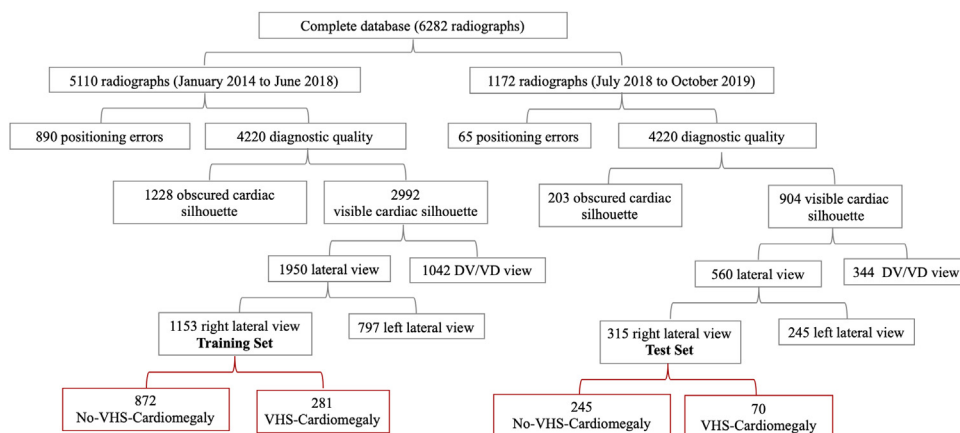 Complete database (6282 radiographs)
5110 radiographs (January 2014 to June 2018)
1172 radiographs (July 2018 to October 2019)
890 positioning errors
4220 diagnostic quality
65 positioning errors
4220 diagnostic quality
1228 obscured cardiac
silhouette
2992
visible cardiac silhouette
203 obscured cardiac
silhouette
904 visible cardiac
silhouette
1950 lateral view
1042 DV/VD view
560 lateral view
344 DV/VD view
1153 right lateral view
Training Set
797 left lateral view
315 right lateral view
Test Set
245 left lateral view
872
No-VHS-Cardiomegaly
281
VHS-Cardiomegaly
245
No-VHS-Cardiomegaly
70
VHS-Cardiomegaly